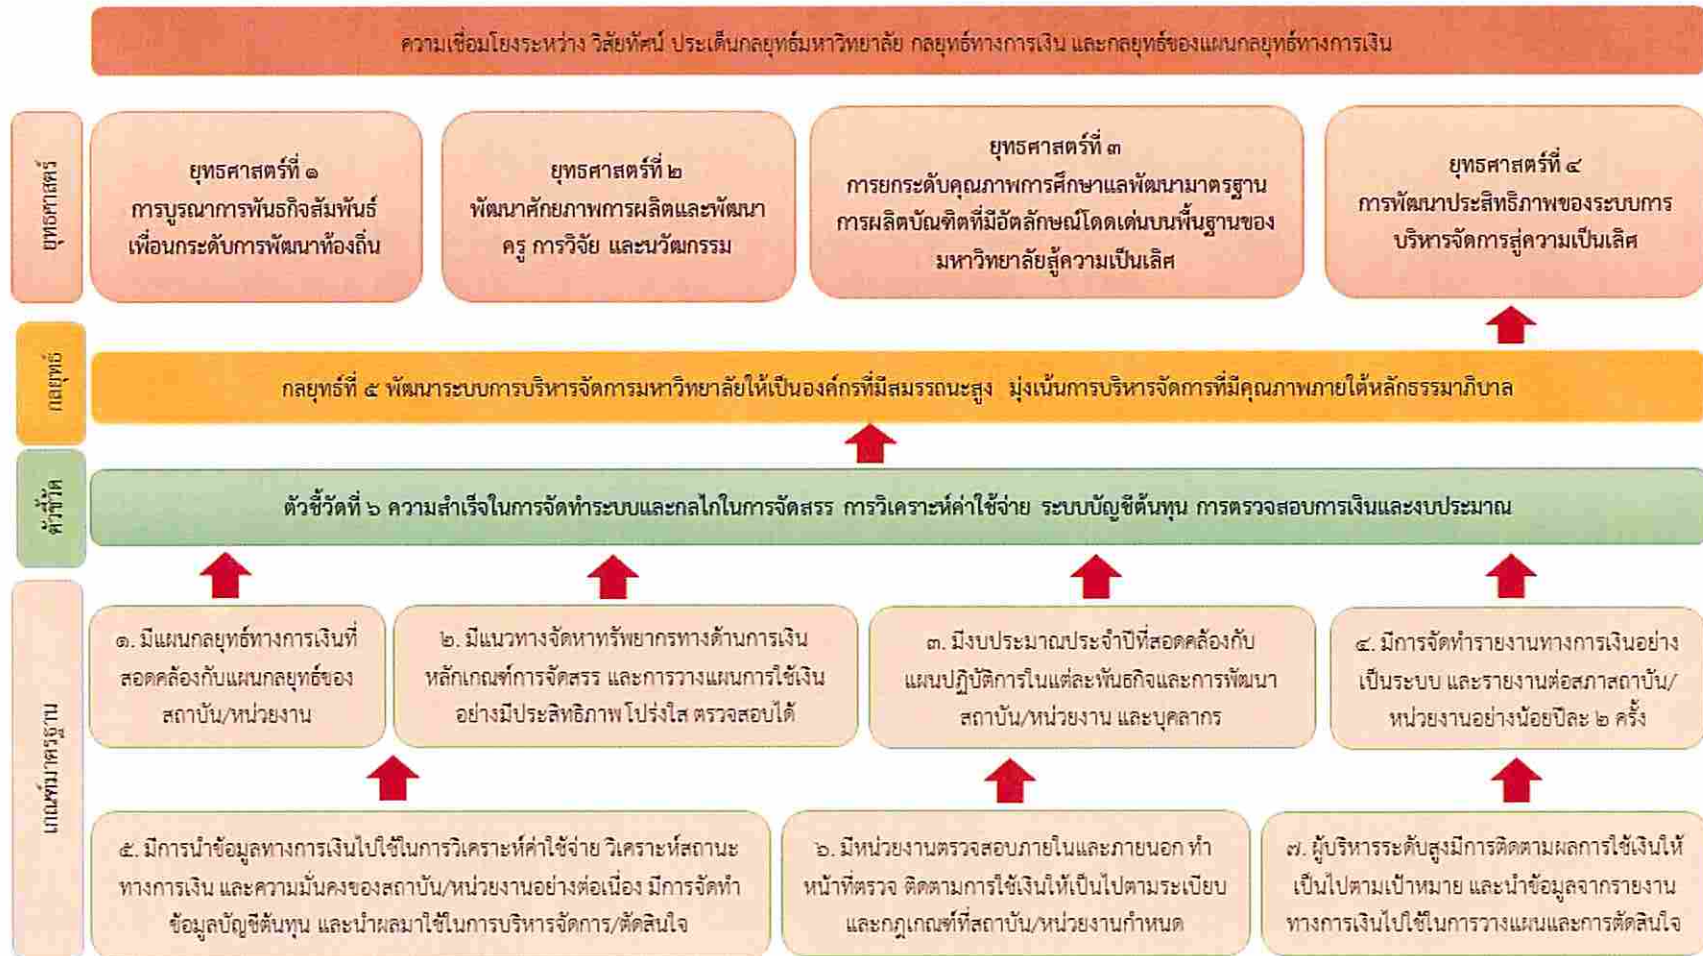 ความเชื่อมโยงระหว่าง วิสัยทัศน์ ประเด็นกลยุทธ์มหาวิทยาลัย กลยุทธ์ทางการเงิน และกลยุทธ์ของแผนกลยุทธ์ทางการเงิน
ยุทธศาสตร์
ยุทธศาสตร์ที่ ๑
การบูรณาการพันธกิจสัมพันธ์
เพื่อนกระดับการพัฒนาท้องถิ่น
ยุทธศาสตร์ที่ ๒
พัฒนาศักยภาพการผลิตและพัฒนา
ครู การวิจัย และนวัฒกรรม
ยุทธศาสตร์ที่ ๓
การยกระดับคุณภาพการศึกษาแลพัฒนามาตรฐาน
การผลิตบัณฑิตที่มีอัตลักษณ์โดดเด่นบนพื้นฐานของ
มหาวิทยาลัยสู้ความเป็นเลิศ
ยุทธศาสตร์ที่ ๔
การพัฒนาประสิทธิภาพของระบบการ
บริหารจัดการสู่ความเป็นเลิศ
กลยุทธ์
กลยุทธ์ที่ ๕ พัฒนาระบบการบริหารจัดการมหาวิทยาลัยให้เป็นองค์กรที่มีสมรรถนะสูง มุ่งเน้นการบริหารจัดการที่มีคุณภาพภายใต้หลักธรรมาภิบาล
ตัวชี้วัด
ตัวชี้วัดที่ ๖ ความสำเร็จในการจัดทำระบบและกลไกในการจัดสรร การวิเคราะห์ค่าใช้จ่าย ระบบบัญชีต้นทุน การตรวจสอบการเงินและงบประมาณ
เกณฑ์มาตรฐาน
๑. มีแผนกลยุทธ์ทางการเงินที่
สอดคล้องกับแผนกลยุทธ์ของ
สถาบัน/หน่วยงาน
๒. มีแนวทางจัดหาทรัพยากรทางด้านการเงิน
หลักเกณฑ์การจัดสรร และการวางแผนการใช้เงิน
อย่างมีประสิทธิภาพ โปร่งใส ตรวจสอบได้
๓. มีงบประมาณประจำปีที่สอดคล้องกับ
แผนปฏิบัติการในแต่ละพันธกิจและการพัฒนา
สถาบัน/หน่วยงาน และบุคลากร
๔. มีการจัดทำรายงานทางการเงินอย่าง
เป็นระบบ และรายงานต่อสภาสถาบัน/
หน่วยงานอย่างน้อยปีละ ๒ ครั้ง
๕. มีการนำข้อมูลทางการเงินไปใช้ในการวิเคราะห์ค่าใช้จ่าย วิเคราะห์สถานะ
ทางการเงิน และความมั่นคงของสถาบัน/หน่วยงานอย่างต่อเนื่อง มีการจัดทำ
ข้อมูลบัญชีต้นทุน และนำผลมาใช้ในการบริหารจัดการ/ตัดสินใจ
๖. มีหน่วยงานตรวจสอบภายในและภายนอก ทำ
หน้าที่ตรวจ ติดตามการใช้เงินให้เป็นไปตามระเบียบ
และกฎเกณฑ์ที่สถาบัน/หน่วยงานกำหนด
๗. ผู้บริหารระดับสูงมีการติดตามผลการใช้เงินให้
เป็นไปตามเป้าหมาย และนำข้อมูลจากรายงาน
ทางการเงินไปใช้ในการวางแผนและการตัดสินใจ